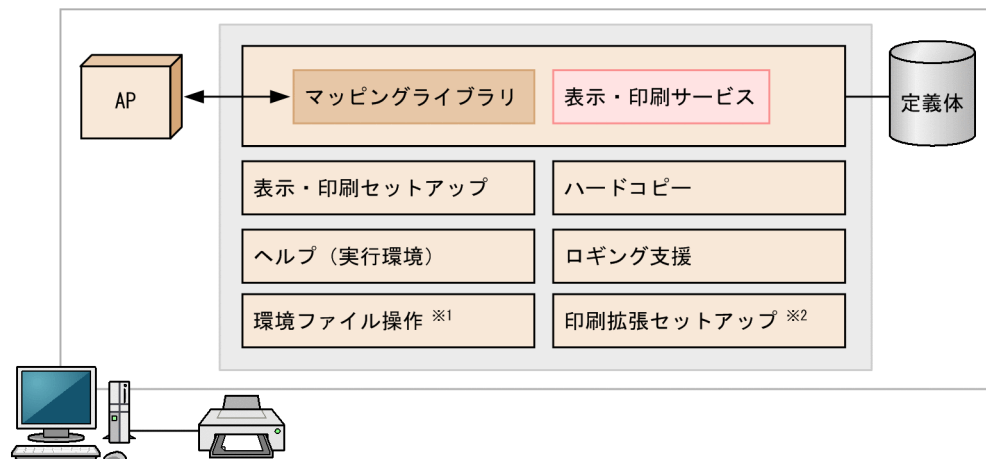 AP
マッピングライブラリ
表示・印刷サービス
定義体
表示・印刷セットアップ
ハードコピー
ヘルプ（実行環境）
ロギング支援
環境ファイル操作 ※1
印刷拡張セットアップ ※2